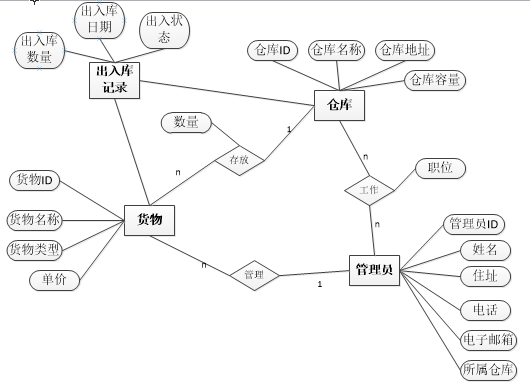 出入库
日期
出入状
态
出入库
数量
出入库
记录
仓库ID
仓库名称
仓库地址
仓库容量
仓库
数量
1
存放
n
n
工作
职位
n
货物ID
货物名称
货物类型
单价
货物
n
管理
1
管理员
管理员ID
姓名
住址
电话
电子邮箱
所属仓库